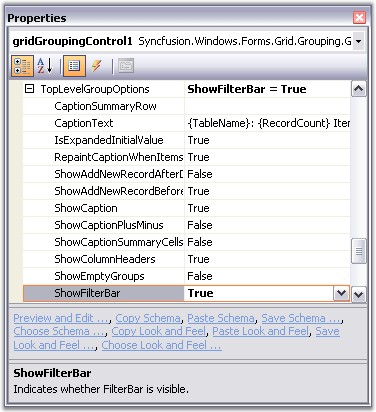 Properties
gridGroupingControl1 Syncfusion.Windows.Forms.Grid.Grouping.G
TopLevelGroupOptions ShowFilterBar = True
CaptionSummaryRow
CaptionText {TableName}: {RecordCount} Iter
IsExpandedInitialValue True
RepaintCaptionWhenItems True
ShowAddNewRecordAfterD False
ShowAddNewRecordBefore True
ShowCaption True
ShowCaptionPlusMinus False
ShowCaptionSummaryCells False
ShowColumnHeaders True
ShowEmptyGroups False
ShowFilterBar True
Preview and Edit ..., Copy Schema, Paste Schema, Save Schema ...,
Choose Schema ..., Copy Look and Feel, Paste Look and Feel, Save
Look and Feel ..., Choose Look and Feel ...
ShowFilterBar
Indicates whether FilterBar is visible.